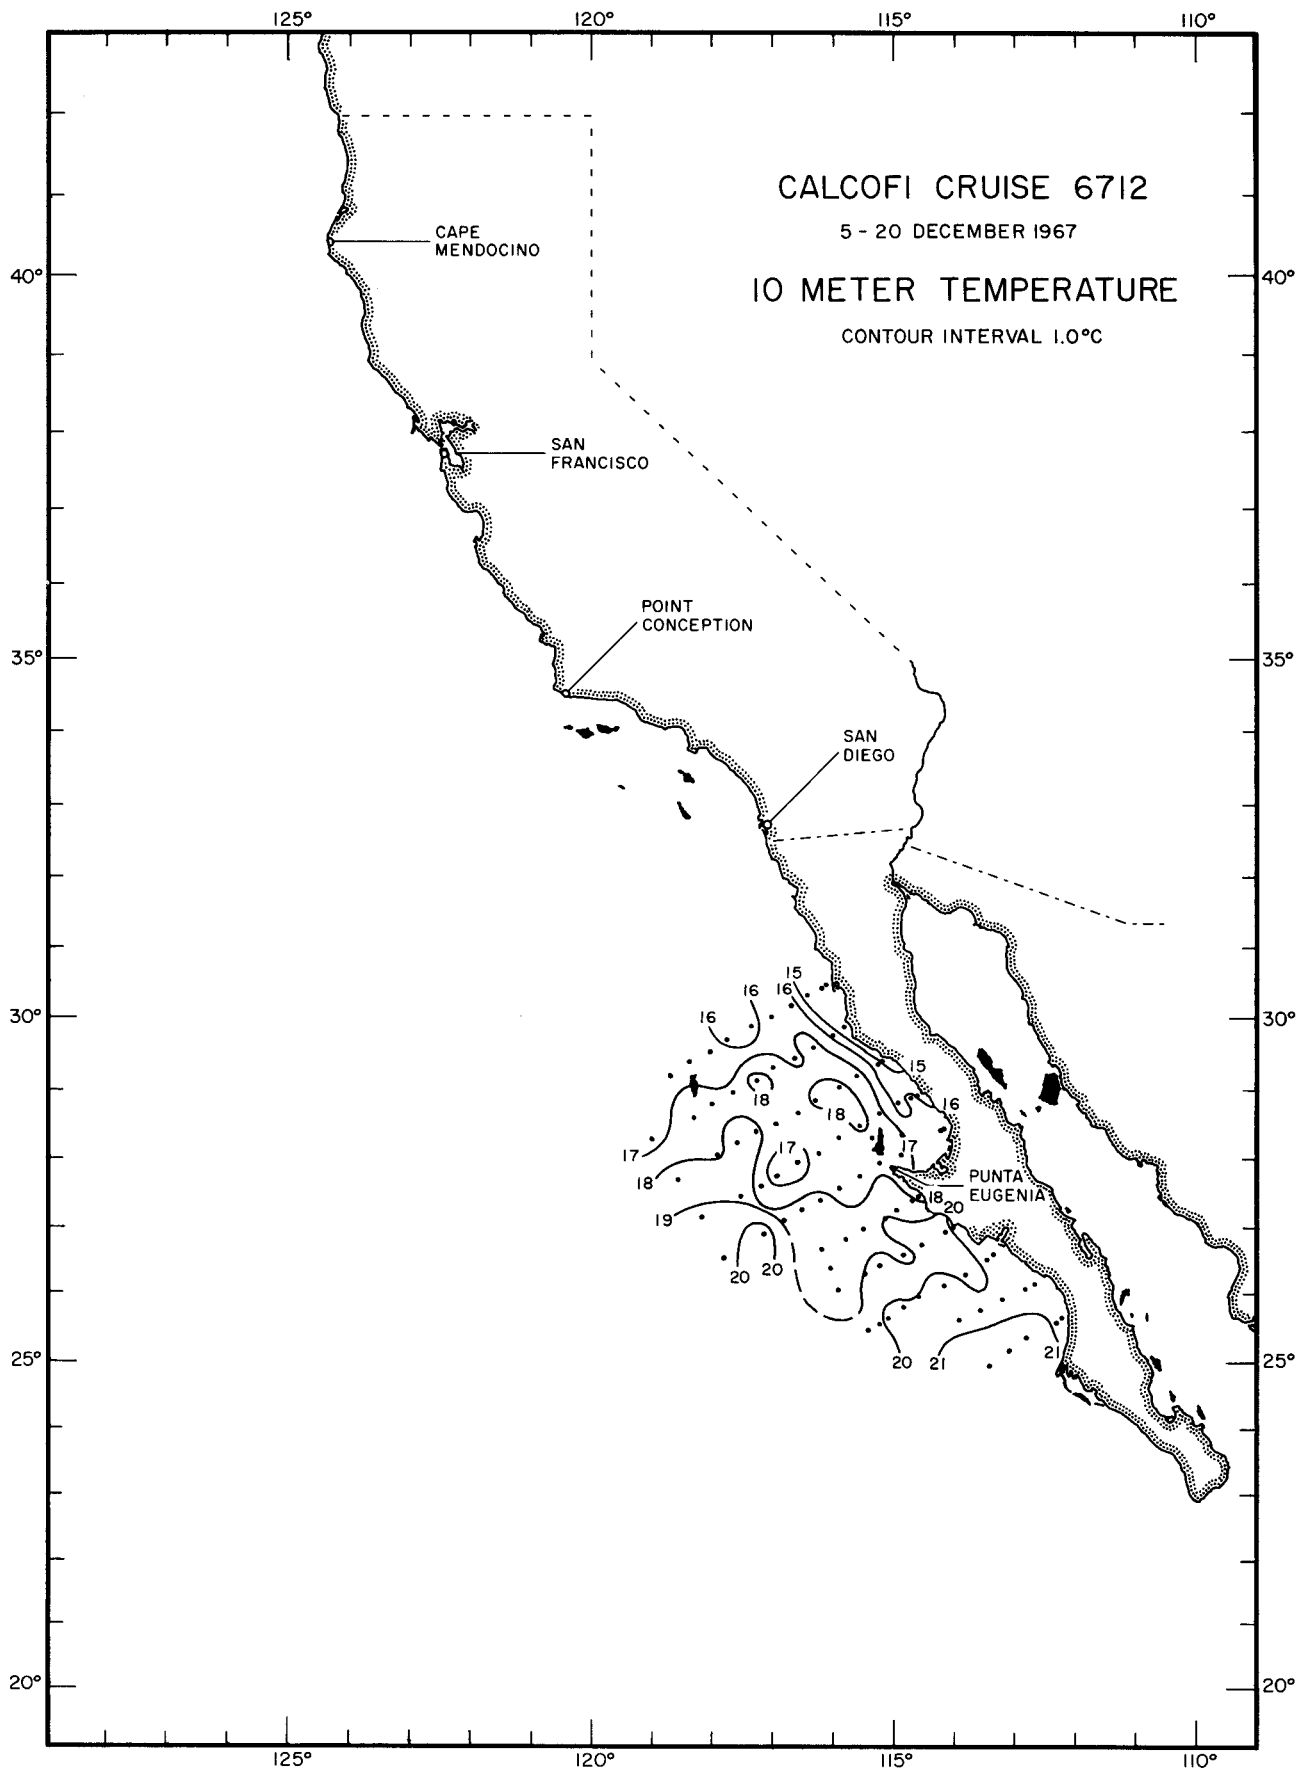 125° 120° 115° 110°
CALCOFI CRUISE 6712
5-20 DECEMBER 1967
10 METER TEMPERATURE
CONTOUR INTERVAL 1.0°C
CAPE
MENDOCINO
40° 40°
SAN
FRANCISCO
POINT
CONCEPTION
35° 35°
SAN
DIEGO
15
16 16
16
30° 30°
15
16
18
18
17 17 17
18
PUNTA
EUGENIA
18
20
19
20 20
20 21 21
25° 25°
20° 20°
125° 120° 115° 110°